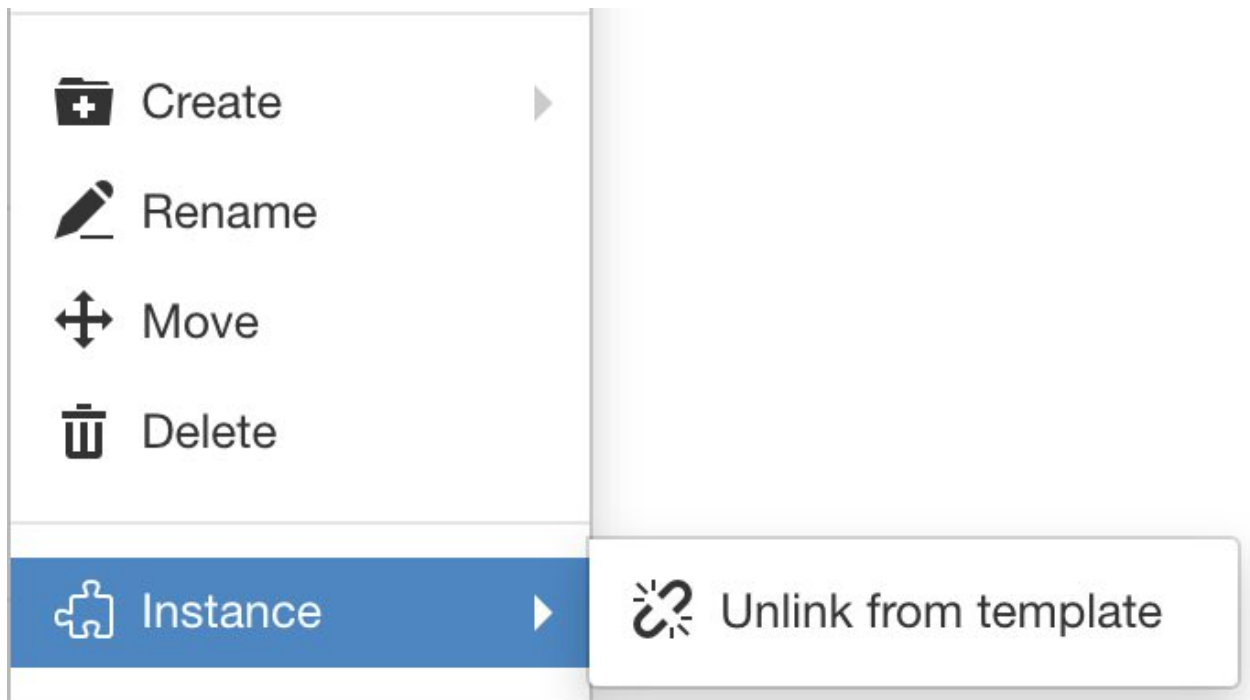 Create
Rename
Move
Delete
Instance
Unlink from template